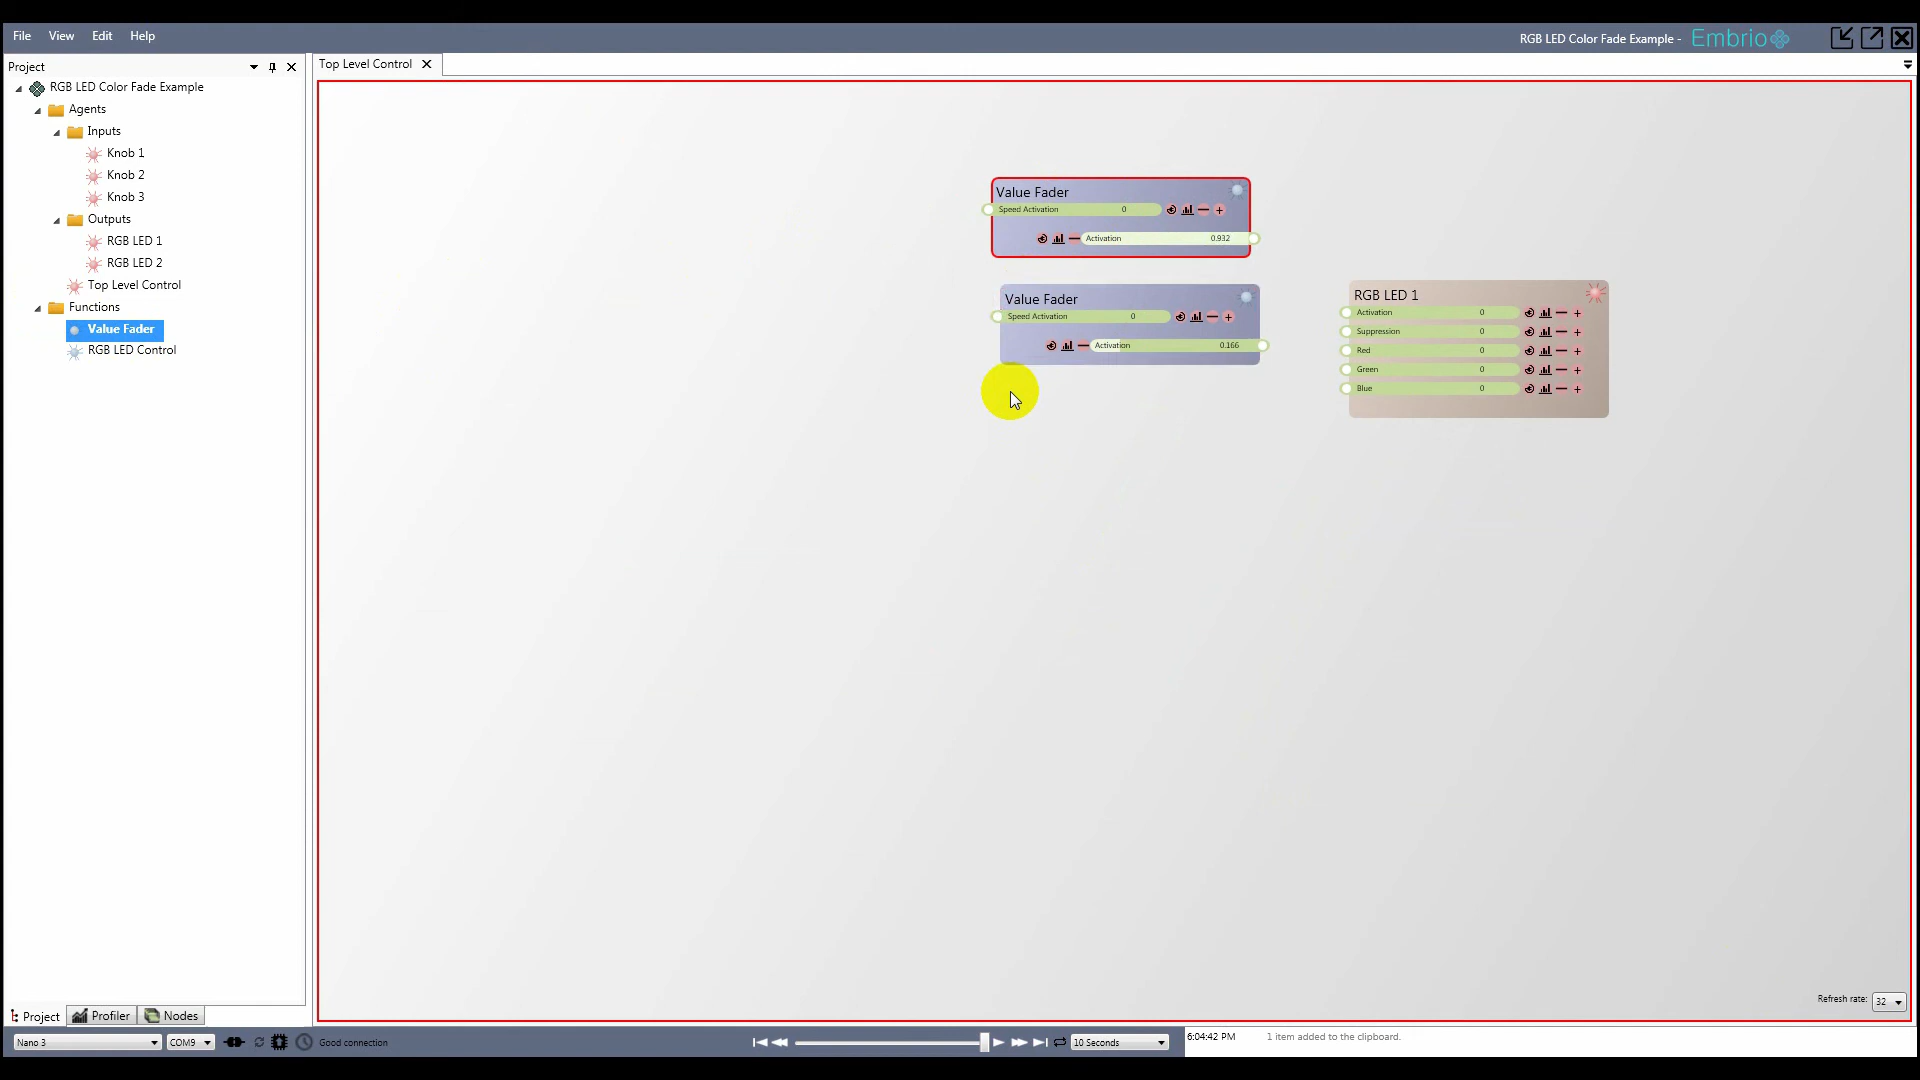 File View Edit Help
RGB LED Color Fade Example - Embrio
Project
Top Level Control
RGB LED Color Fade Example
Agents
Inputs
Knob 1
Knob 2
Knob 3
Outputs
RGB LED 1
RGB LED 2
Top Level Control
Functions
Value Fader
RGB LED Control
Value Fader
Speed Activation 0
Activation 0.932
Value Fader
Speed Activation 0
Activation 0.166
RGB LED 1
Activation 0
Suppression 0
Red 0
Green 0
Blue 0
Refresh rate: 32
Project Profiler Nodes
Nano 3 COM9 Good connection 10 Seconds 6:04:42 PM 1 item added to the clipboard.